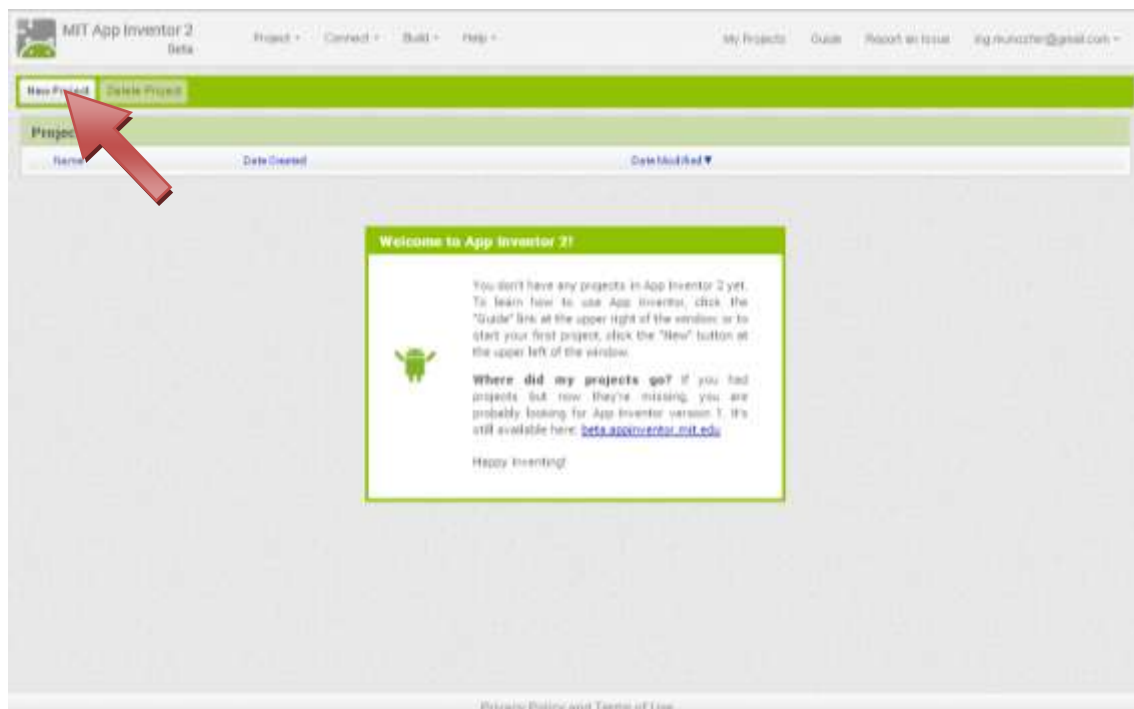 MIT App Inventor 2
Beta
Project Connect Build Help My Projects Guide Report an Issue
New Project Delete Project
Projec
Name Date Created Date Modified ▼
Welcome to App Inventor 2!
You don't have any projects in App Inventor 2 yet.
To learn how to use App Inventor, click the
"Guide" link at the upper right of the window; or to
start your first project, click the "New" button at
the upper left of the window.
Where did my projects go? If you had
projects but now they're missing, you are
probably looking for App Inventor version 1. It's
still available here: beta.appinventor.mit.edu
Happy Inventing!
Privacy Policy and Terms of Use